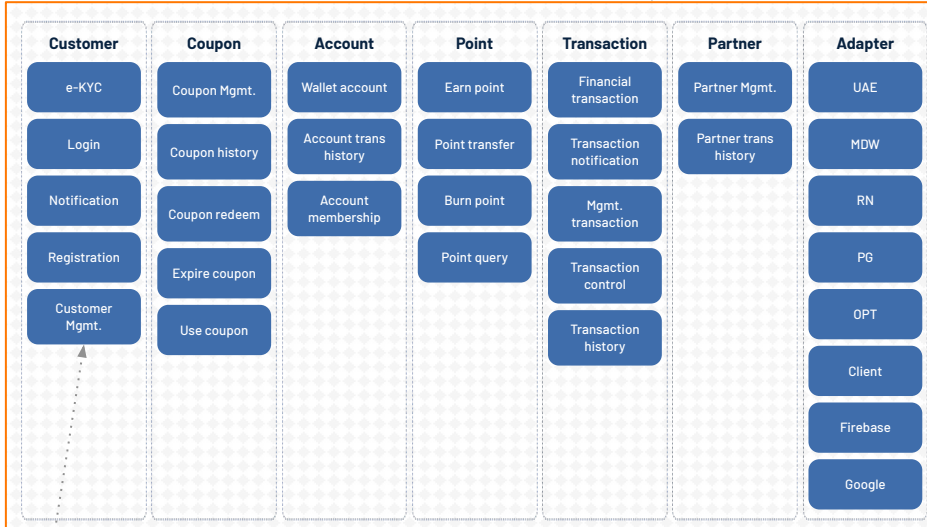 Customer
e-KYC
Login
Notification
Registration
Customer
Mgmt.
Coupon
Coupon Mgmt.
Coupon history
Coupon redeem
Expire coupon
Use coupon
Account
Wallet account
Account trans
history
Account
membership
Point
Earn point
Point transfer
Burn point
Point query
Transaction
Financial
transaction
Transaction
notification
Mgmt.
transaction
Transaction
control
Transaction
history
Partner
Partner Mgmt.
Partner trans
history
Adapter
UAE
MDW
RN
PG
OPT
Client
Firebase
Google